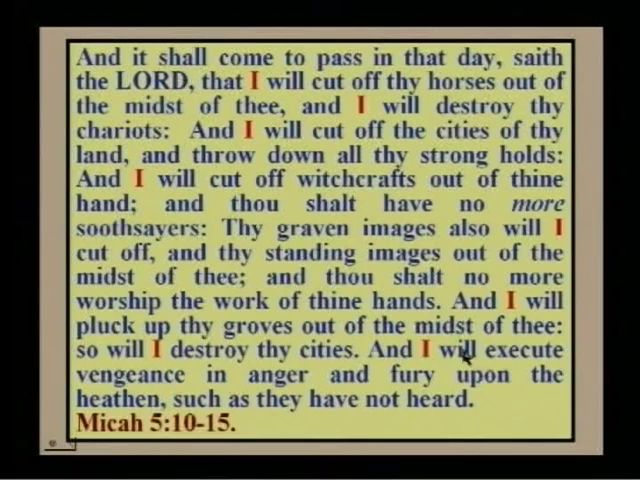 And it shall come to pass in that day, saith
the LORD, that I will cut off thy horses out of
the midst of thee, and I will destroy thy
chariots: And I will cut off the cities of thy
land, and throw down all thy strong holds:
And I will cut off witchcrafts out of thine
hand; and thou shalt have no more
soothsayers: Thy graven images also will I
cut off, and thy standing images out of the
midst of thee; and thou shalt no more
worship the work of thine hands. And I will
pluck up thy groves out of the midst of thee:
so will I destroy thy cities. And I will execute
vengeance in anger and fury upon the
heathen, such as they have not heard.
Micah 5:10-15.